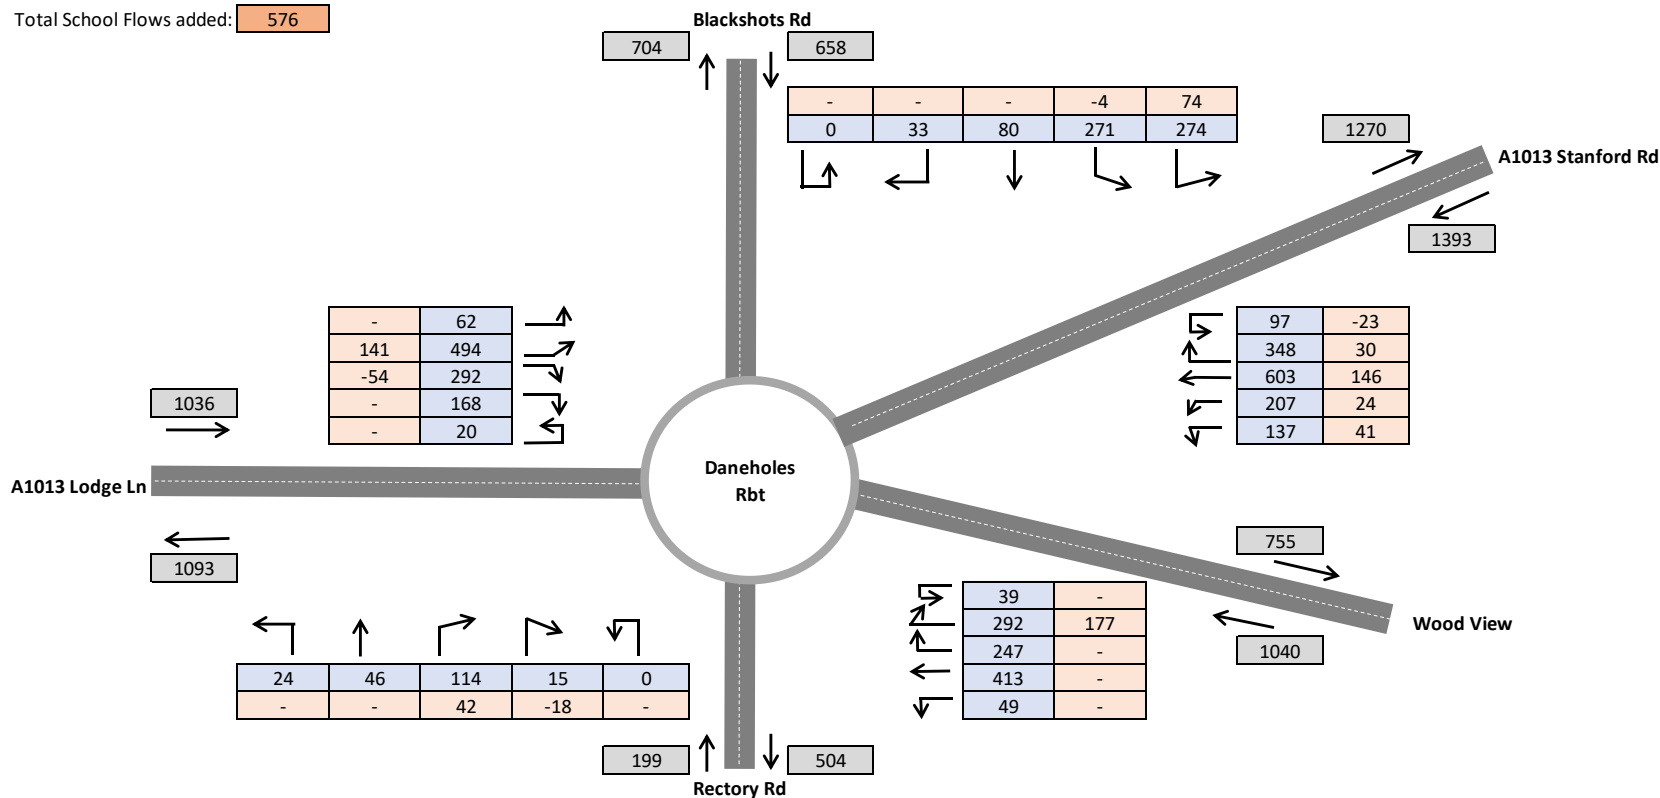 Total School Flows added: 576
Blackshots Rd
704 658
- - - -4 74
0 33 80 271 274
1270
A1013 Stanford Rd
1393
- 62
141 494
-54 292
- 168
- 20
97 -23
348 30
603 146
207 24
137 41
1036
A1013 Lodge Ln
1093
Daneholes
Rbt
755
Wood View
1040
39 -
292 177
247 -
413 -
49 -
24 46 114 15 0
- - 42 -18 -
199 504
Rectory Rd